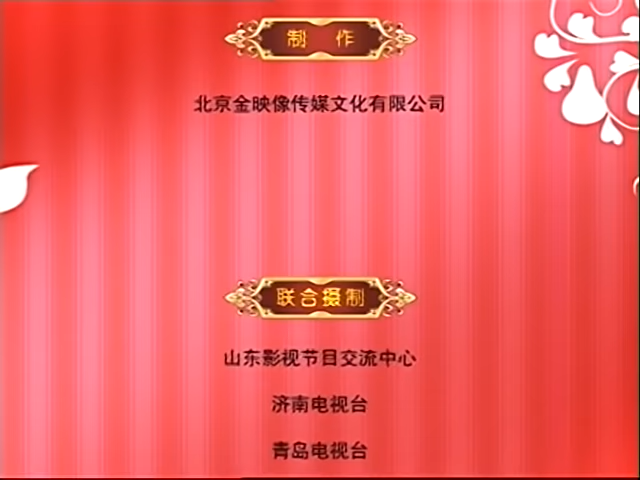 制 作
北京金映像传媒文化有限公司
联合摄制
山东影视节目交流中心
济南电视台
青岛电视台